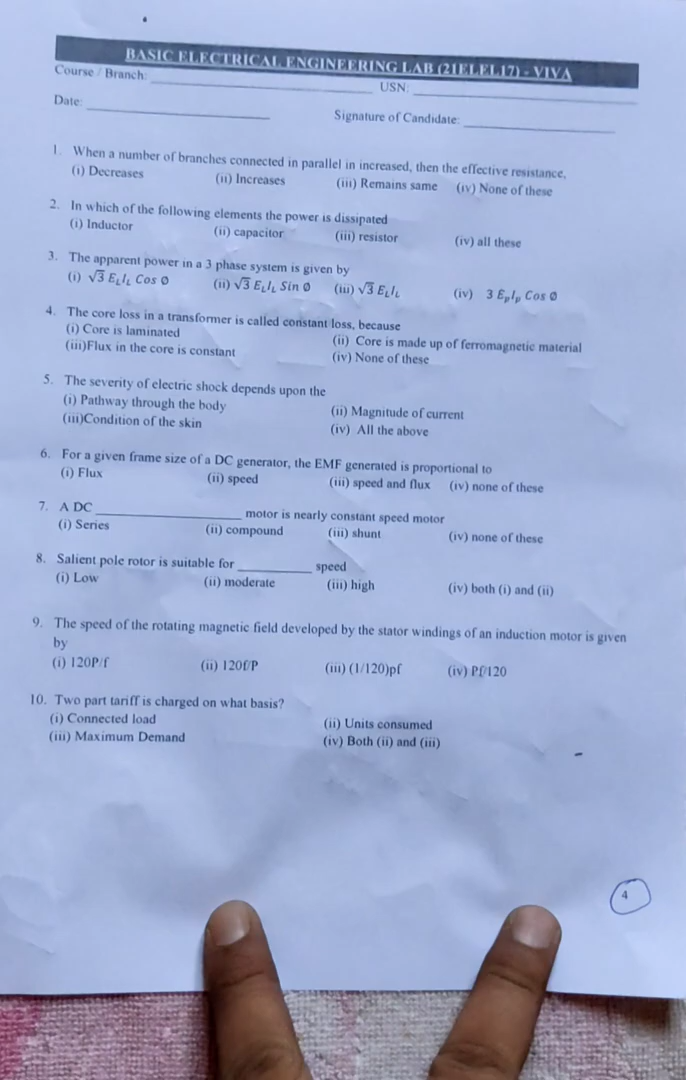 BASIC ELECTRICAL ENGINEERING LAB (21ELEL17) - VIVA
Course / Branch: ____________________ USN: ____________________
Date: ____________________ Signature of Candidate: ____________________
1. When a number of branches connected in parallel in increased, then the effective resistance,
(i) Decreases (ii) Increases (iii) Remains same (iv) None of these
2. In which of the following elements the power is dissipated
(i) Inductor (ii) capacitor (iii) resistor (iv) all these
3. The apparent power in a 3 phase system is given by
(i) √3 E_L I_L Cos Ø (ii) √3 E_L I_L Sin Ø (iii) √3 E_L I_L (iv) 3 E_p I_p Cos Ø
4. The core loss in a transformer is called constant loss, because
(i) Core is laminated (ii) Core is made up of ferromagnetic material
(iii)Flux in the core is constant (iv) None of these
5. The severity of electric shock depends upon the
(i) Pathway through the body (ii) Magnitude of current
(iii)Condition of the skin (iv) All the above
6. For a given frame size of a DC generator, the EMF generated is proportional to
(i) Flux (ii) speed (iii) speed and flux (iv) none of these
7. A DC ____________________ motor is nearly constant speed motor
(i) Series (ii) compound (iii) shunt (iv) none of these
8. Salient pole rotor is suitable for __________ speed
(i) Low (ii) moderate (iii) high (iv) both (i) and (ii)
9. The speed of the rotating magnetic field developed by the stator windings of an induction motor is given
by
(i) 120P/f (ii) 120f/P (iii) (1/120)pf (iv) Pf/120
10. Two part tariff is charged on what basis?
(i) Connected load (ii) Units consumed
(iii) Maximum Demand (iv) Both (ii) and (iii)
4